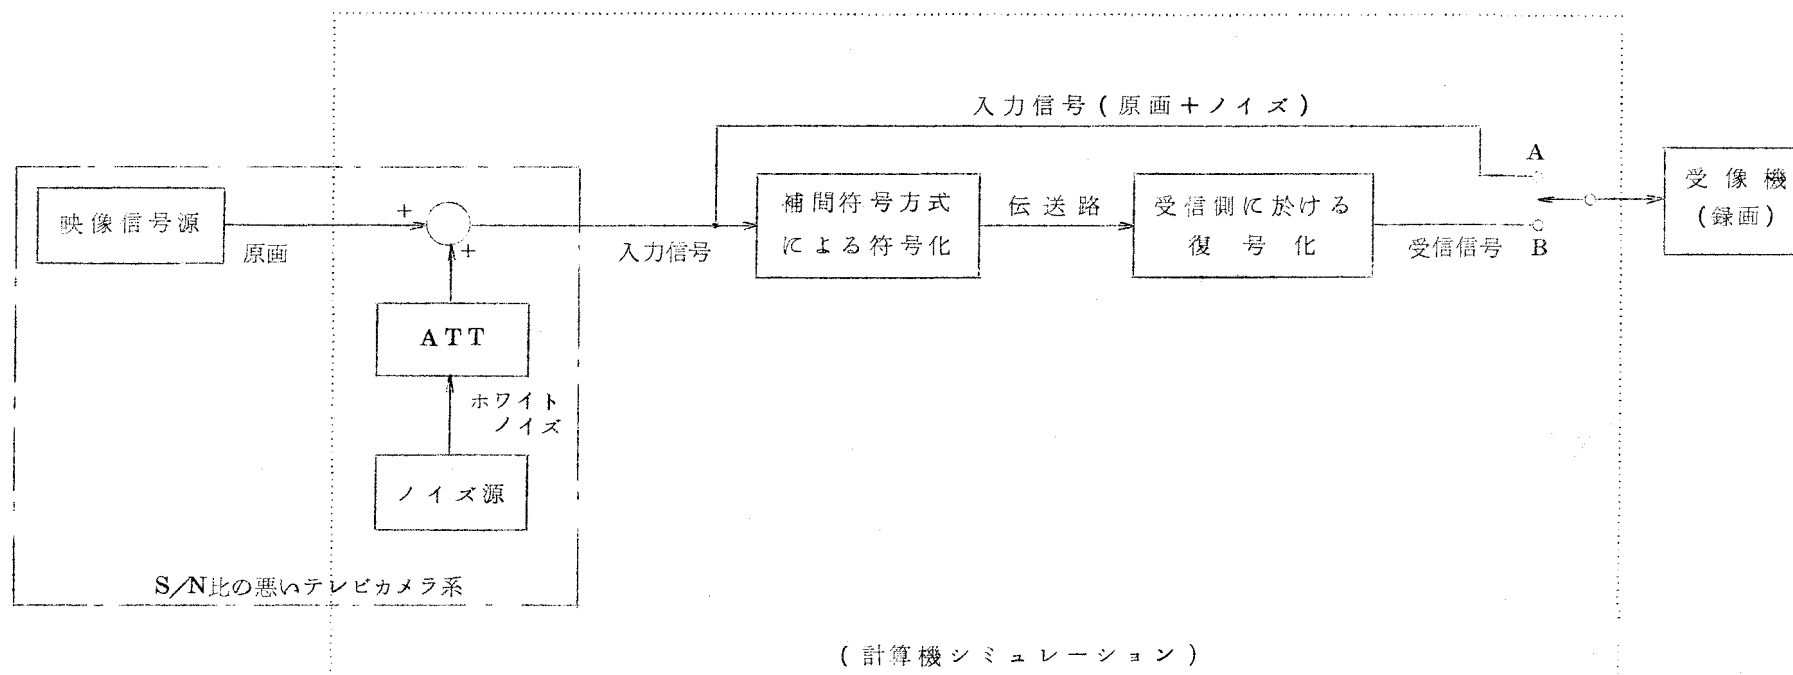 入力信号(原画+ノイズ)
A
受像機
(録画)
映像信号源
+
補間符号方式
による符号化
伝送路
受信側に於ける
復号化
原画
+
入力信号
受信信号
B
ATT
ホワイト
ノイズ
ノイズ源
S/N比の悪いテレビカメラ系
(計算機シミュレーション)